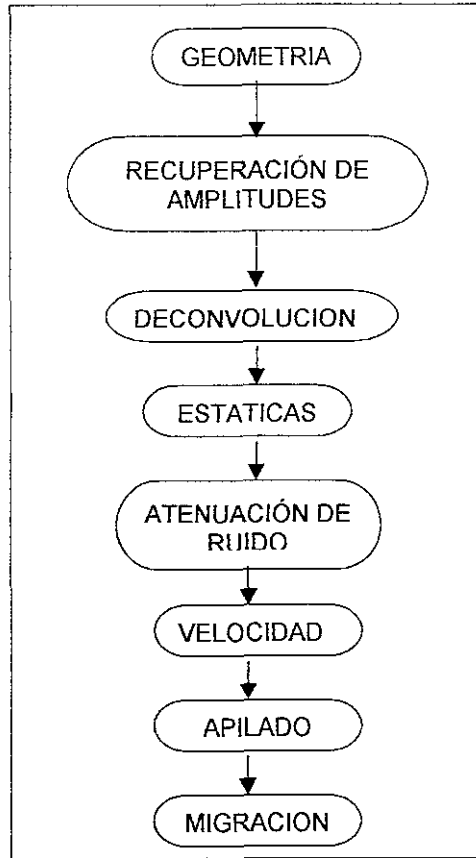 GEOMETRIA
RECUPERACIÓN DE
AMPLITUDES
DECONVOLUCION
ESTATICAS
ATENUACIÓN DE
RUIDO
VELOCIDAD
APILADO
MIGRACION